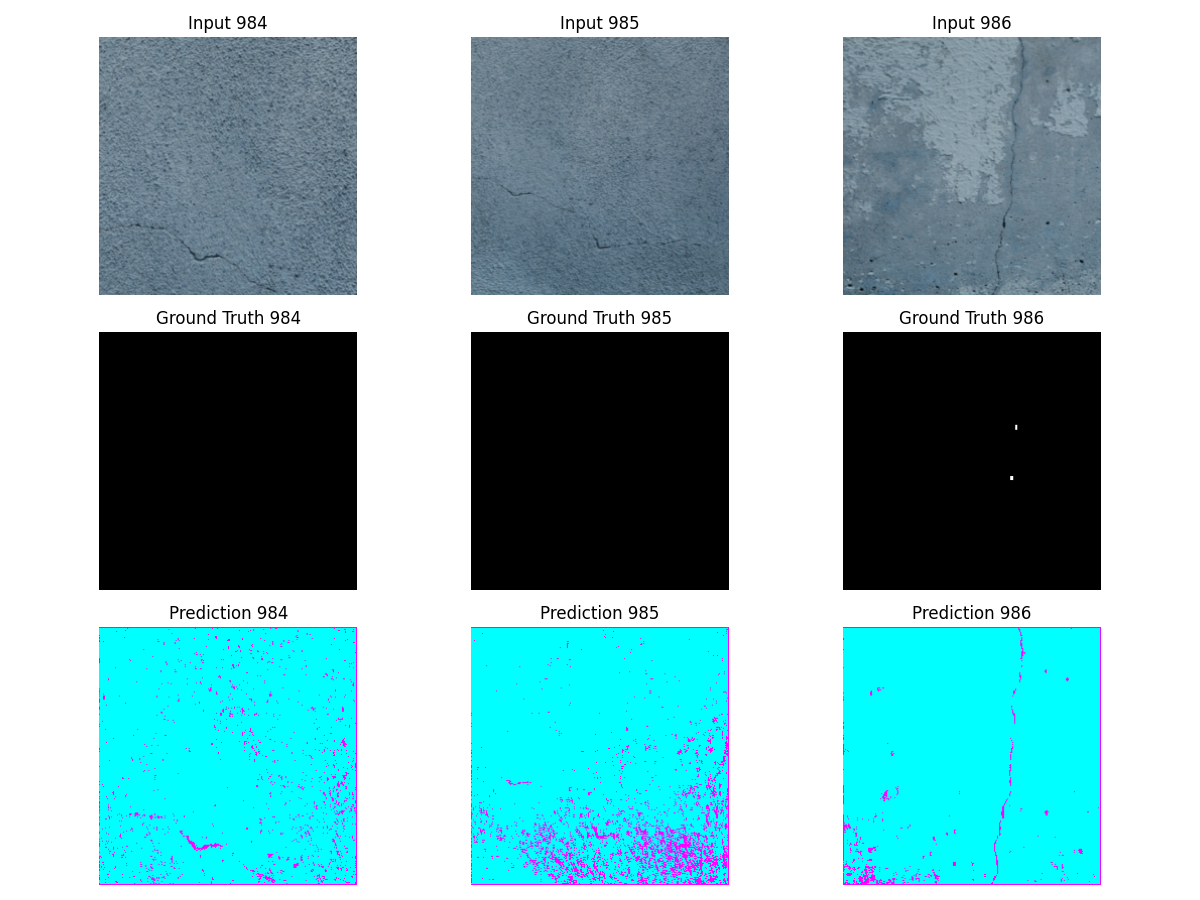 Input 984
Input 985
Input 986
Ground Truth 984
Ground Truth 985
Ground Truth 986
Prediction 984
Prediction 985
Prediction 986